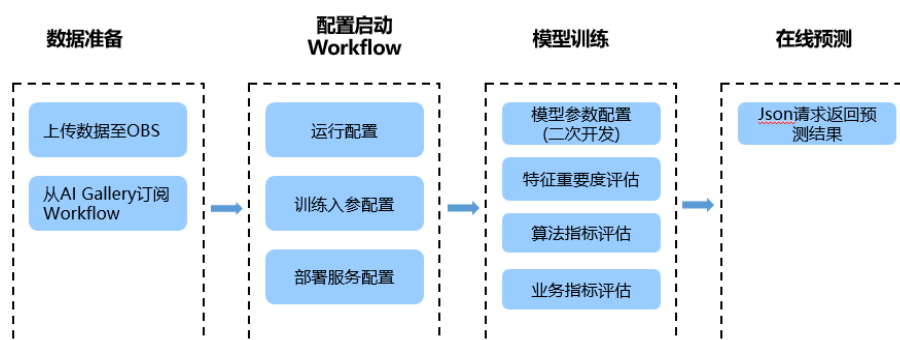 数据准备
上传数据至OBS
从AI Gallery订阅
Workflow
配置启动
Workflow
运行配置
训练入参配置
部署服务配置
模型训练
模型参数配置
(二次开发)
特征重要度评估
算法指标评估
业务指标评估
在线预测
Json请求返回预
测结果